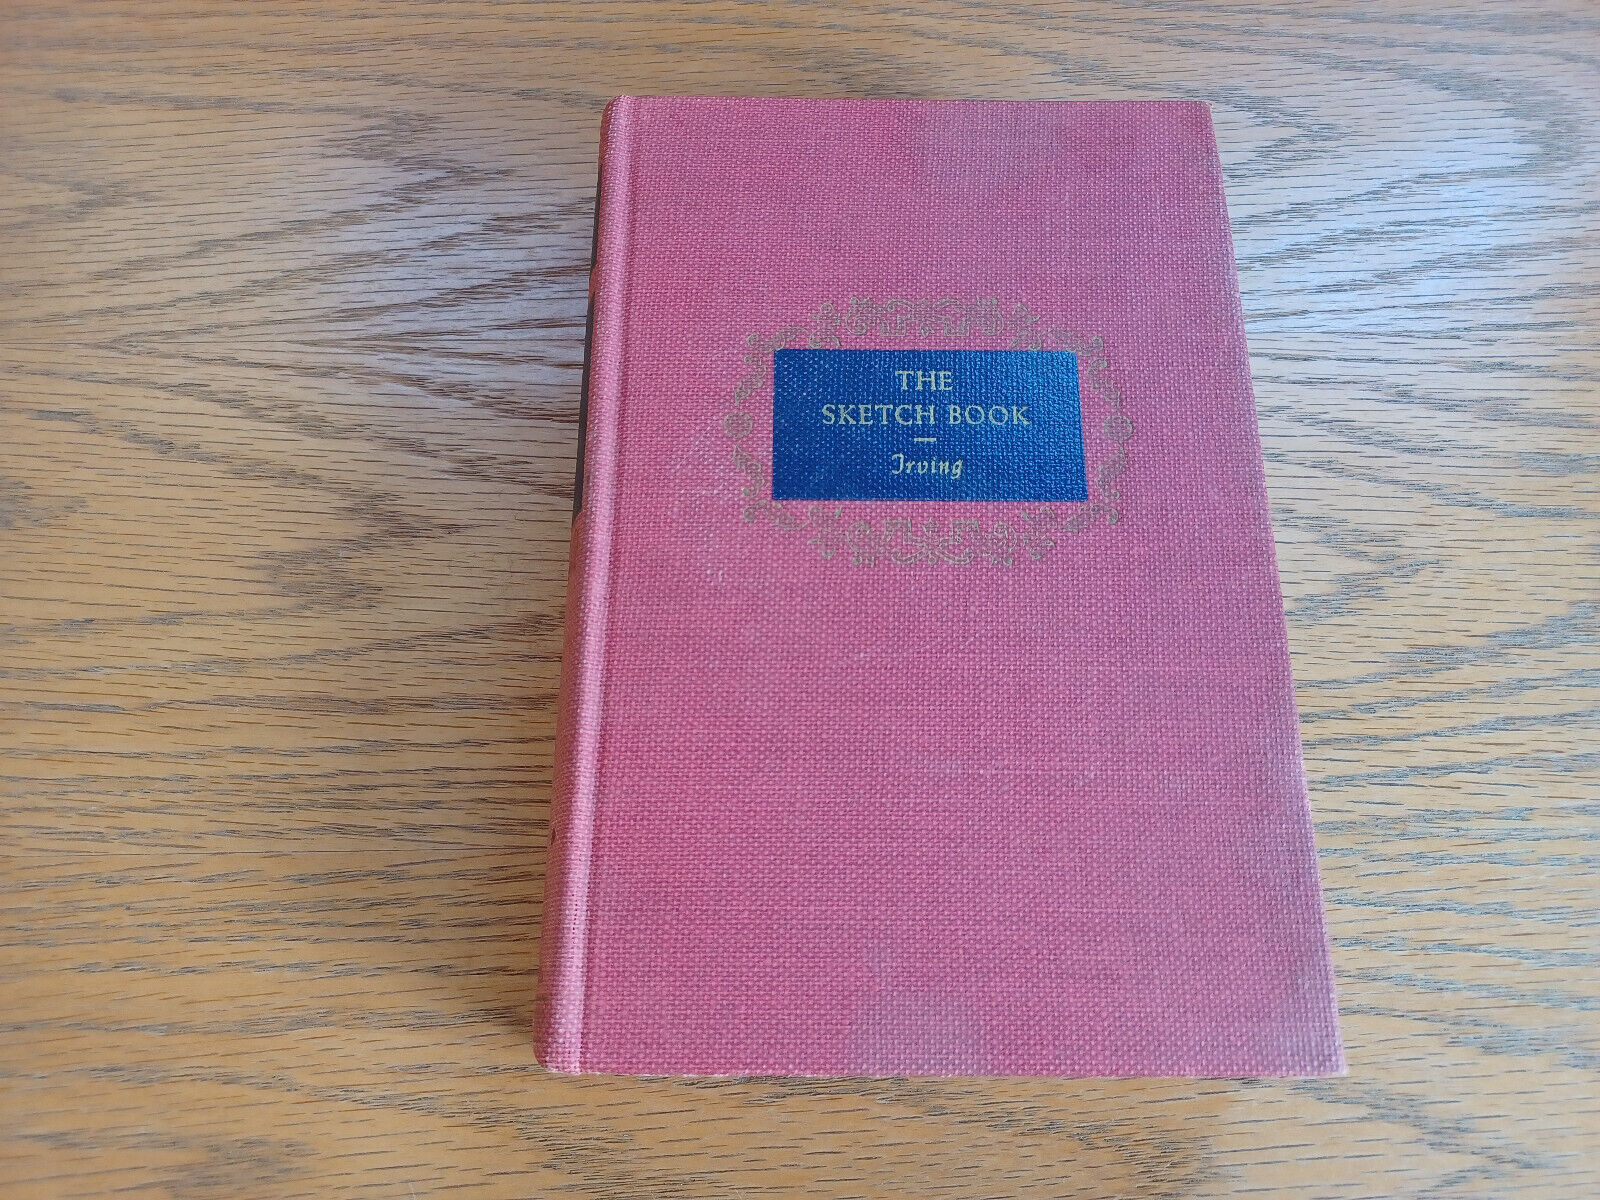 THE
SKETCH BOOK
Irving